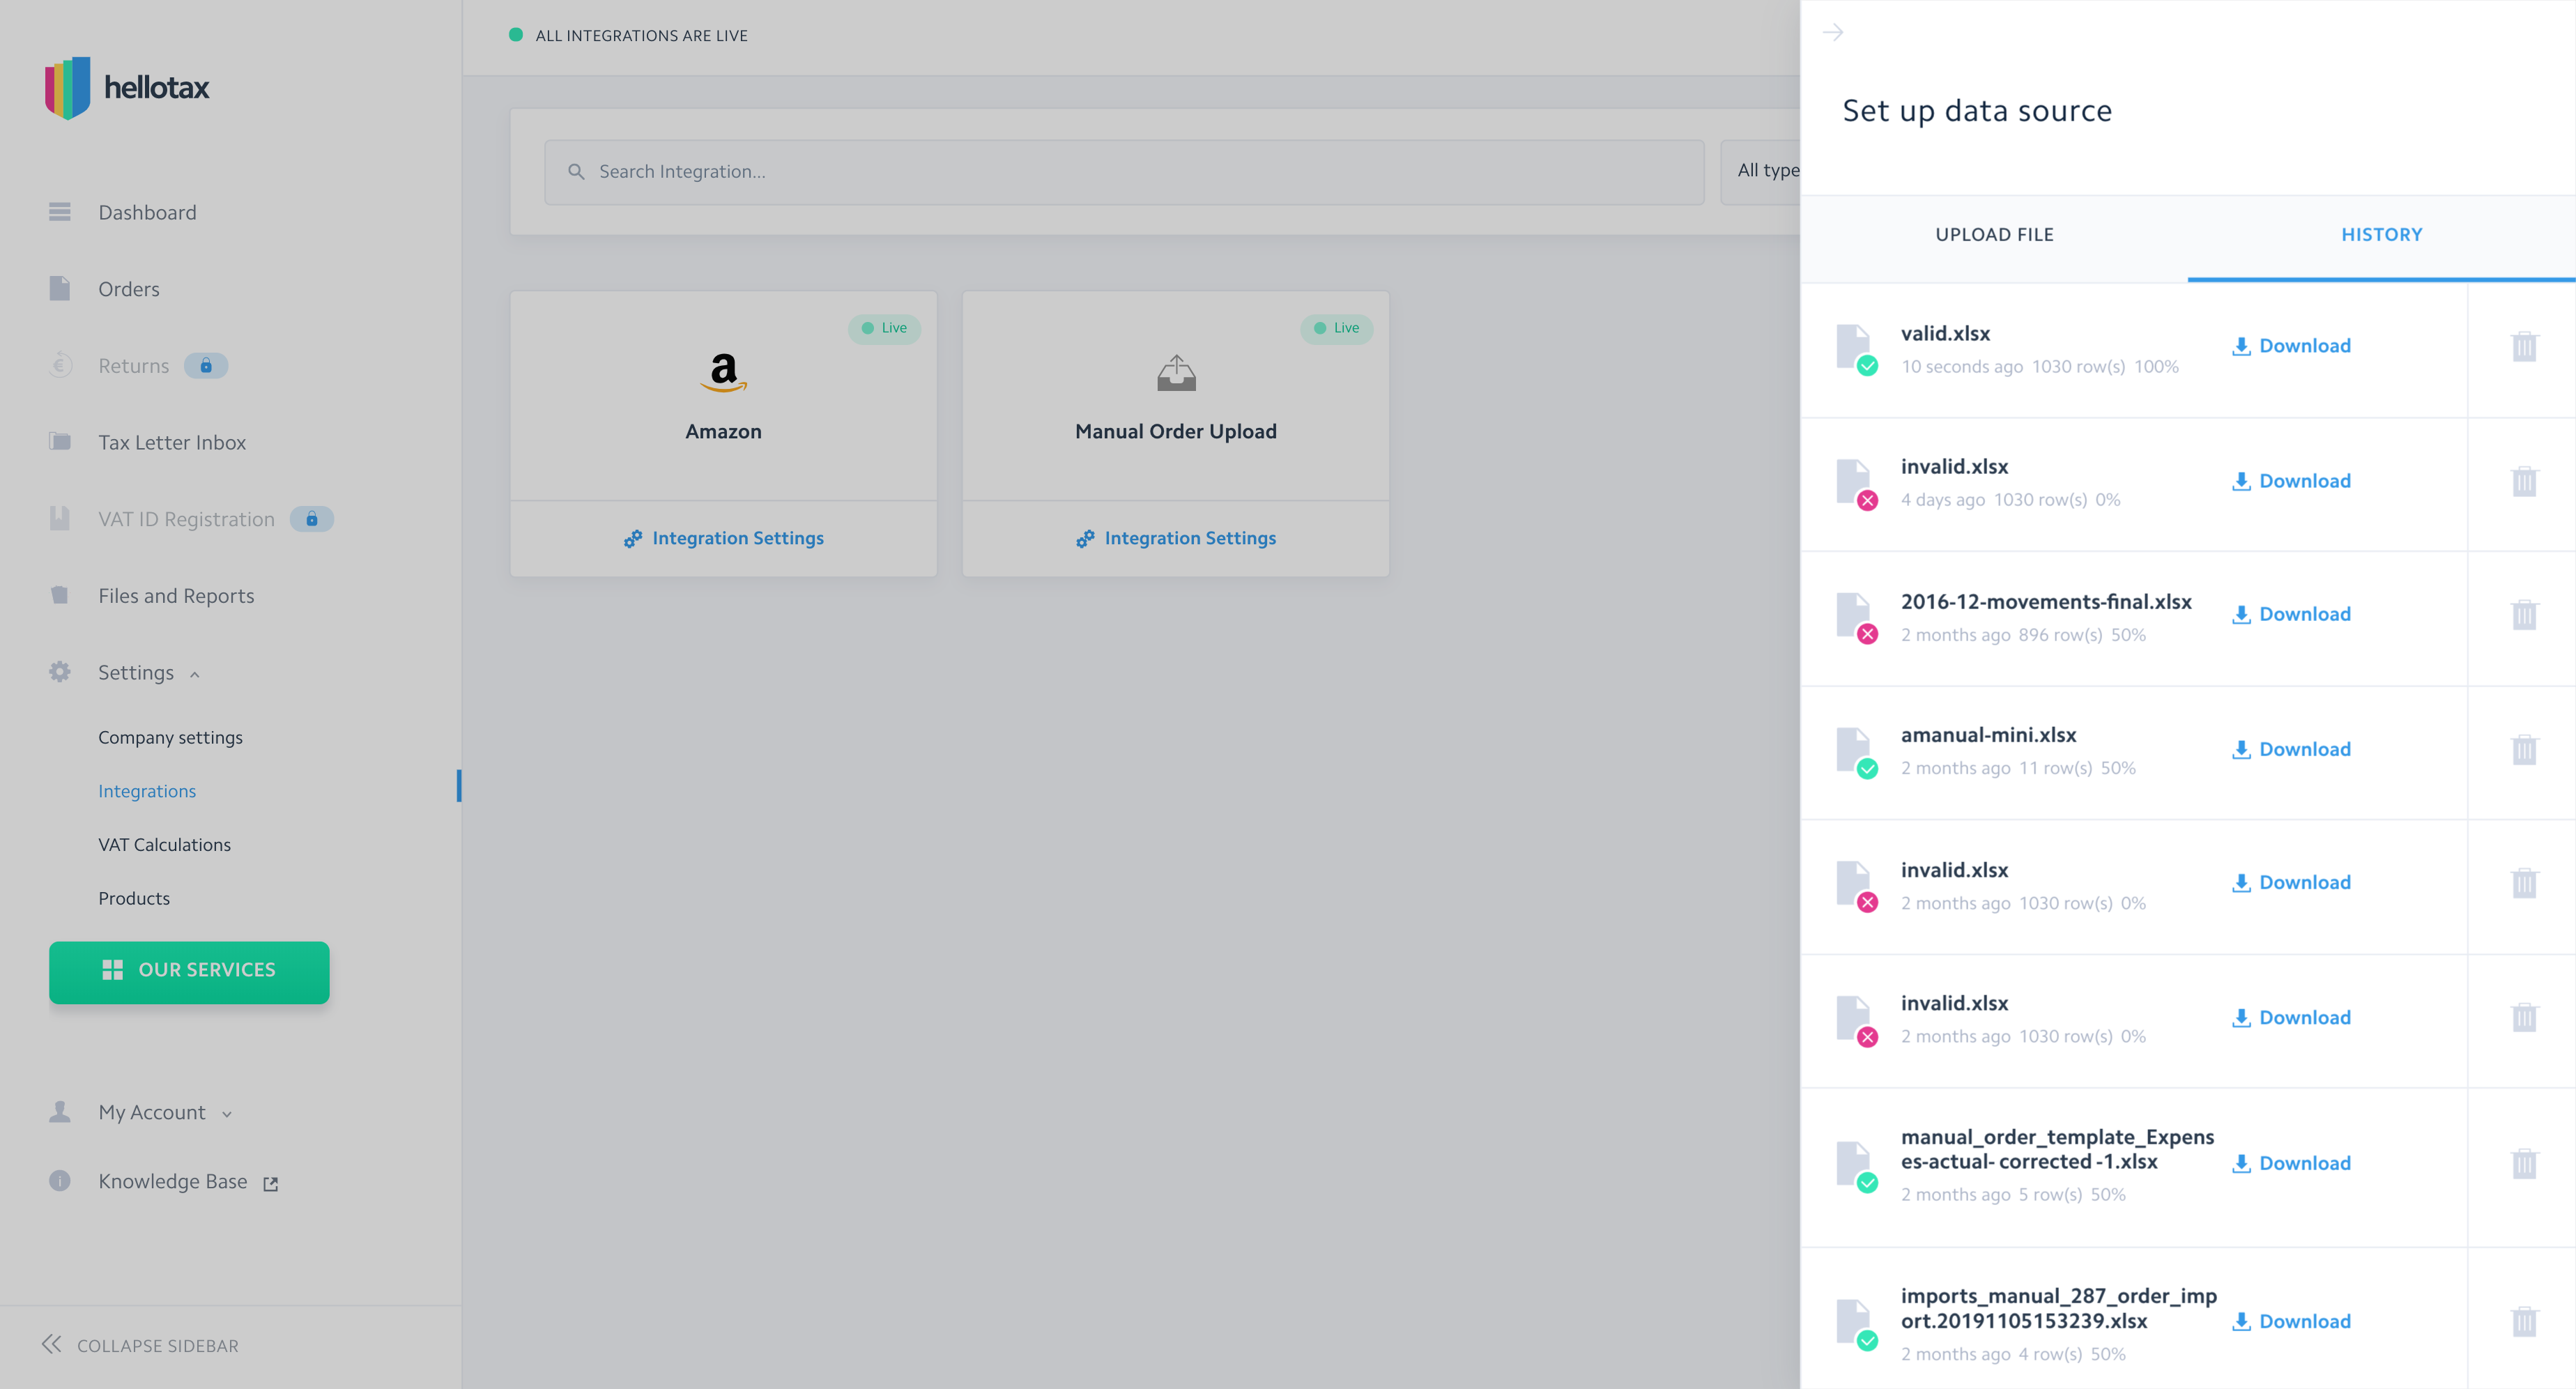 hellotax
Dashboard
Orders
Returns
Tax Letter Inbox
VAT ID Registration
Files and Reports
Settings
Company settings
Integrations
VAT Calculations
Products
OUR SERVICES
My Account
Knowledge Base
COLLAPSE SIDEBAR
ALL INTEGRATIONS ARE LIVE
Search Integration...
All type
Live
Amazon
Integration Settings
Live
Manual Order Upload
Integration Settings
Set up data source
UPLOAD FILE
HISTORY
valid.xlsx
10 seconds ago 1030 row(s) 100%
Download
invalid.xlsx
4 days ago 1030 row(s) 0%
Download
2016-12-movements-final.xlsx
2 months ago 896 row(s) 50%
Download
amanual-mini.xlsx
2 months ago 11 row(s) 50%
Download
invalid.xlsx
2 months ago 1030 row(s) 0%
Download
invalid.xlsx
2 months ago 1030 row(s) 0%
Download
manual_order_template_Expens
es-actual- corrected -1.xlsx
2 months ago 5 row(s) 50%
Download
imports_manual_287_order_imp
ort.20191105153239.xlsx
2 months ago 4 row(s) 50%
Download